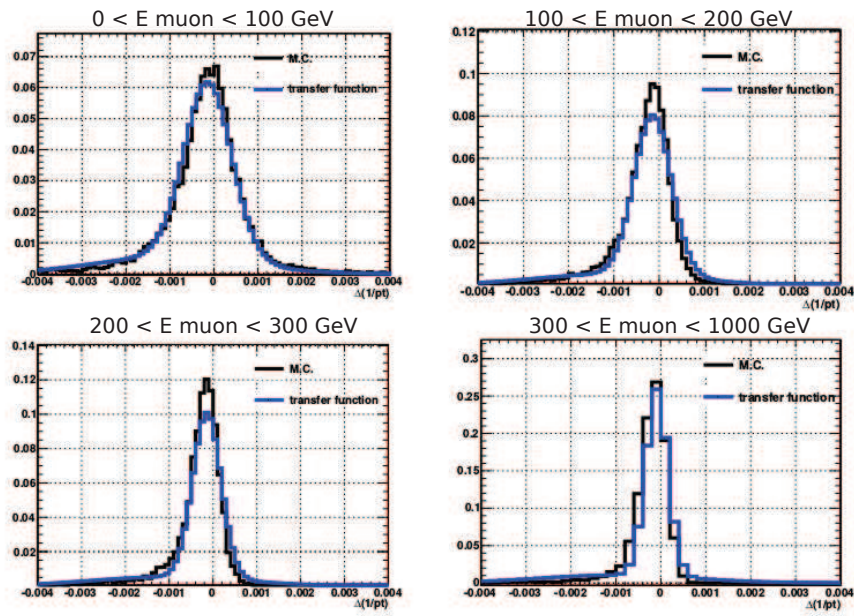 0 < E muon < 100 GeV
0.07
0.06
0.05
0.04
0.03
0.02
0.01
0
M.C.
transfer function
-0.004 -0.003 -0.002 -0.001 0 0.001 0.002 0.003 0.004
Δ(1/pt)
100 < E muon < 200 GeV
0.12
0.1
0.08
0.06
0.04
0.02
M.C.
transfer function
-0.004 -0.003 -0.002 -0.001 0 0.001 0.002 0.003 0.004
Δ(1/pt)
200 < E muon < 300 GeV
0.14
0.12
0.1
0.08
0.06
0.04
0.02
M.C.
transfer function
-0.004 -0.003 -0.002 -0.001 0 0.001 0.002 0.003 0.004
Δ(1/pt)
300 < E muon < 1000 GeV
0.3
0.25
0.2
0.15
0.1
0.05
0
M.C.
transfer function
-0.004 -0.003 -0.002 -0.001 0 0.001 0.002 0.003 0.004
Δ(1/pt)